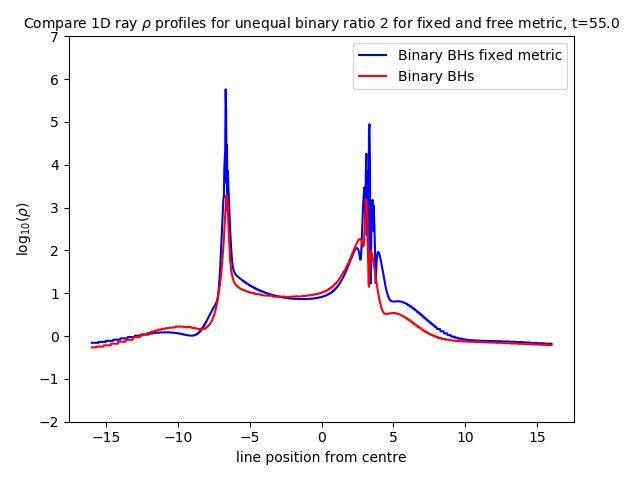 Compare 1D ray ρ profiles for unequal binary ratio 2 for fixed and free metric, t=55.0
Binary BHs fixed metric
Binary BHs
7
6
5
4
3
2
1
0
−1
−2
log₁₀(ρ)
−15 −10 −5 0 5 10 15
line position from centre